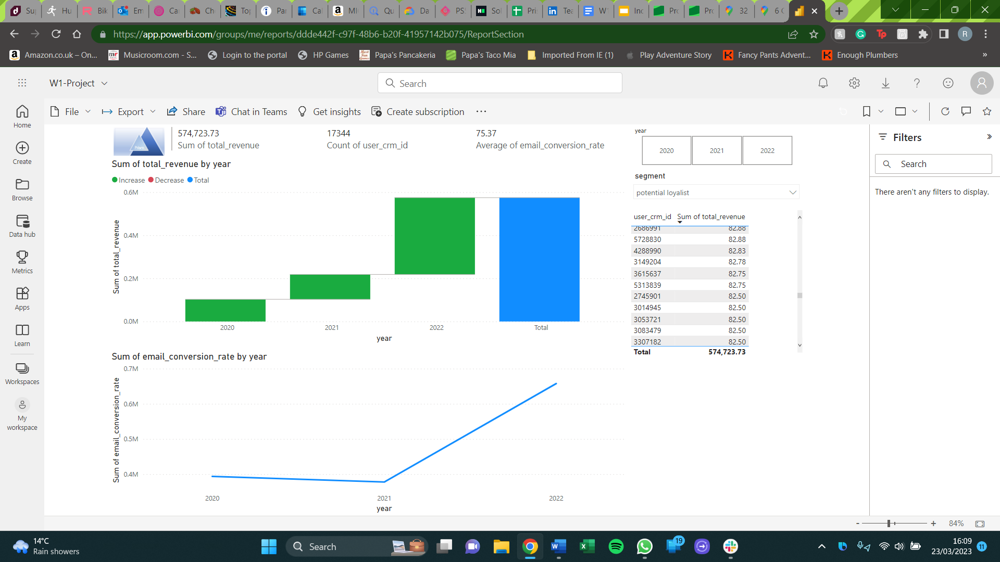 Su
Hu
Bik
Em
Car
Ch
Top
Par
Cal
MI
Qu
Da
PS
Sol
Pri
Tea
W
Inc
Pro
Pro
32
6 C
https://app.powerbi.com/groups/me/reports/ddde442f-c97f-48b6-b20f-41957142b075/ReportSection
R
Amazon.co.uk – On...
Musicroom.com - S...
Login to the portal
HP Games
Papa's Pancakeria
Papa's Taco Mia
Imported From IE (1)
Play Adventure Story
Fancy Pants Advent...
Enough Plumbers
»
W1-Project
Search
File
Export
Share
Chat in Teams
Get insights
Create subscription
Home
Create
Browse
Data hub
Metrics
Apps
Learn
Workspaces
My
workspace
Prism
574,723.73
Sum of total_revenue
17344
Count of user_crm_id
75.37
Average of email_conversion_rate
Sum of total_revenue by year
Increase Decrease Total
0.6M
0.4M
0.2M
0.0M
Sum of total_revenue
2020 2021 2022 Total
year
Sum of email_conversion_rate by year
0.7M
0.6M
0.5M
0.4M
Sum of email_conversion_rate
2020 2021 2022
year
year
2020 2021 2022
segment
potential loyalist
user_crm_id Sum of total_revenue
2686991 82.88
5728830 82.88
4288990 82.83
3149204 82.78
3615637 82.75
5313839 82.75
2745901 82.50
3014945 82.50
3053721 82.50
3083479 82.50
3307182 82.50
Total 574,723.73
Filters
Search
There aren't any filters to display.
- + 84%
14°C
Rain showers
Search
19
16:09
23/03/2023
11